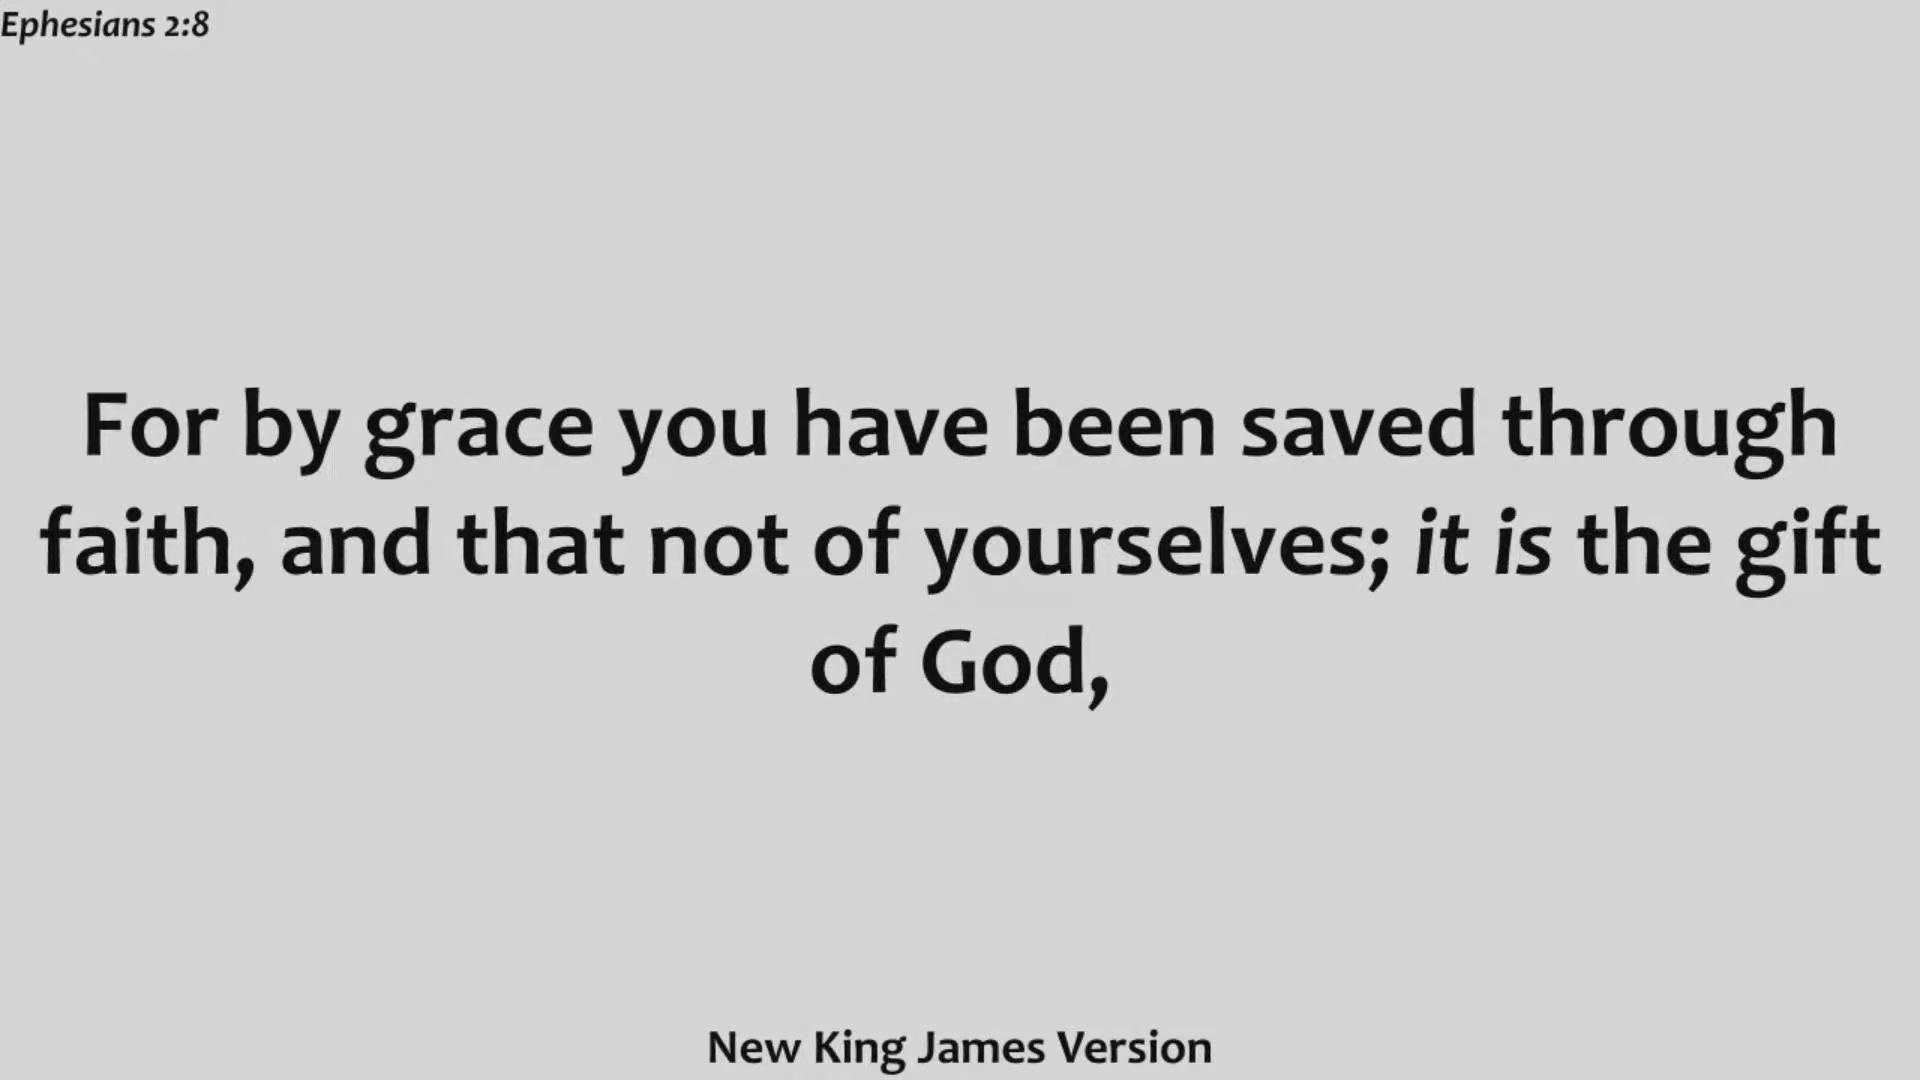 Ephesians 2:8
For by grace you have been saved through
faith, and that not of yourselves; it is the gift
of God,
New King James Version